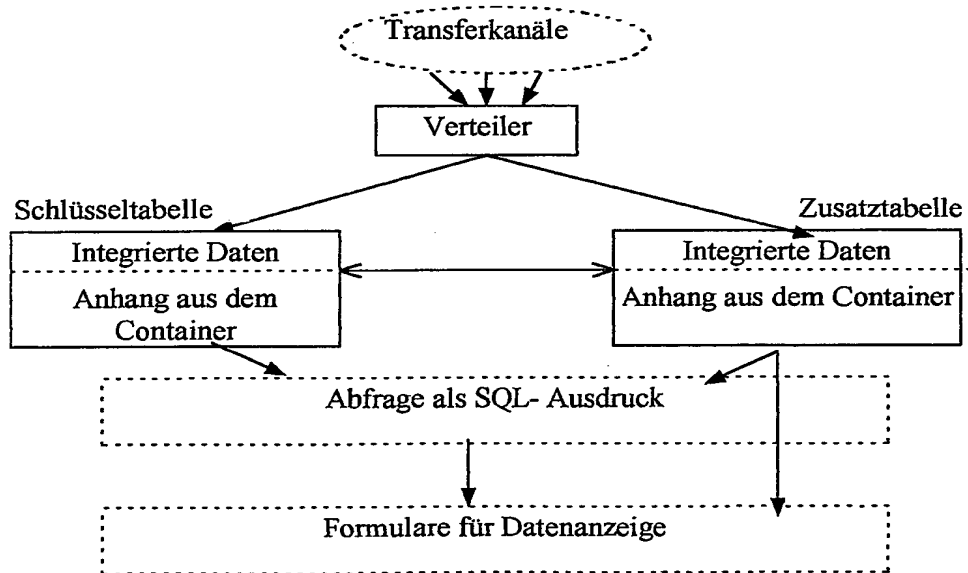 Transferkanäle
Verteiler
Schlüsseltabelle
Zusatztabelle
Integrierte Daten
Anhang aus dem
Container
Integrierte Daten
Anhang aus dem Container
Abfrage als SQL- Ausdruck
Formulare für Datenanzeige